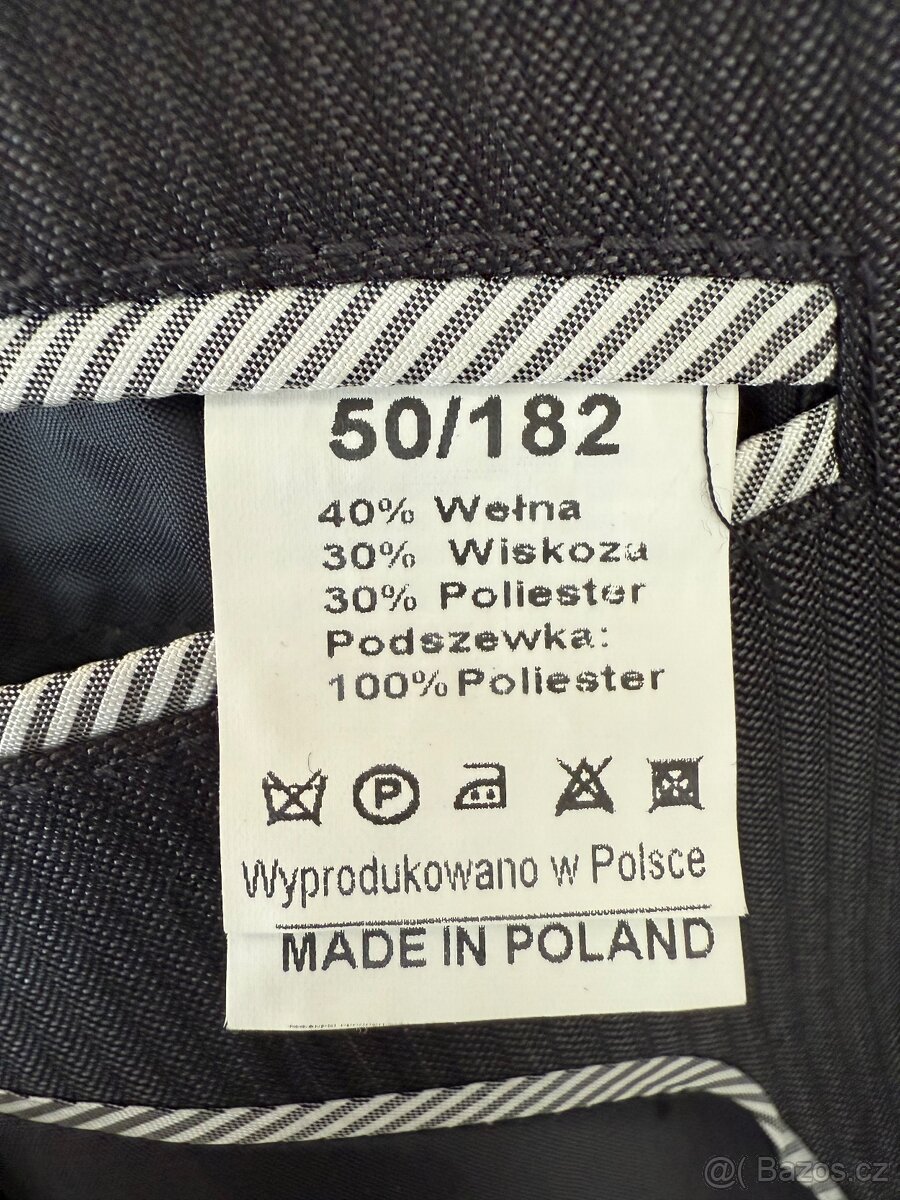 50/182
40% Wełna
30% Wiskoza
30% Poliester
Podszewka:
100% Poliester
P
Wyprodukowano w Polsce
MADE IN POLAND
@( Bazos.cz